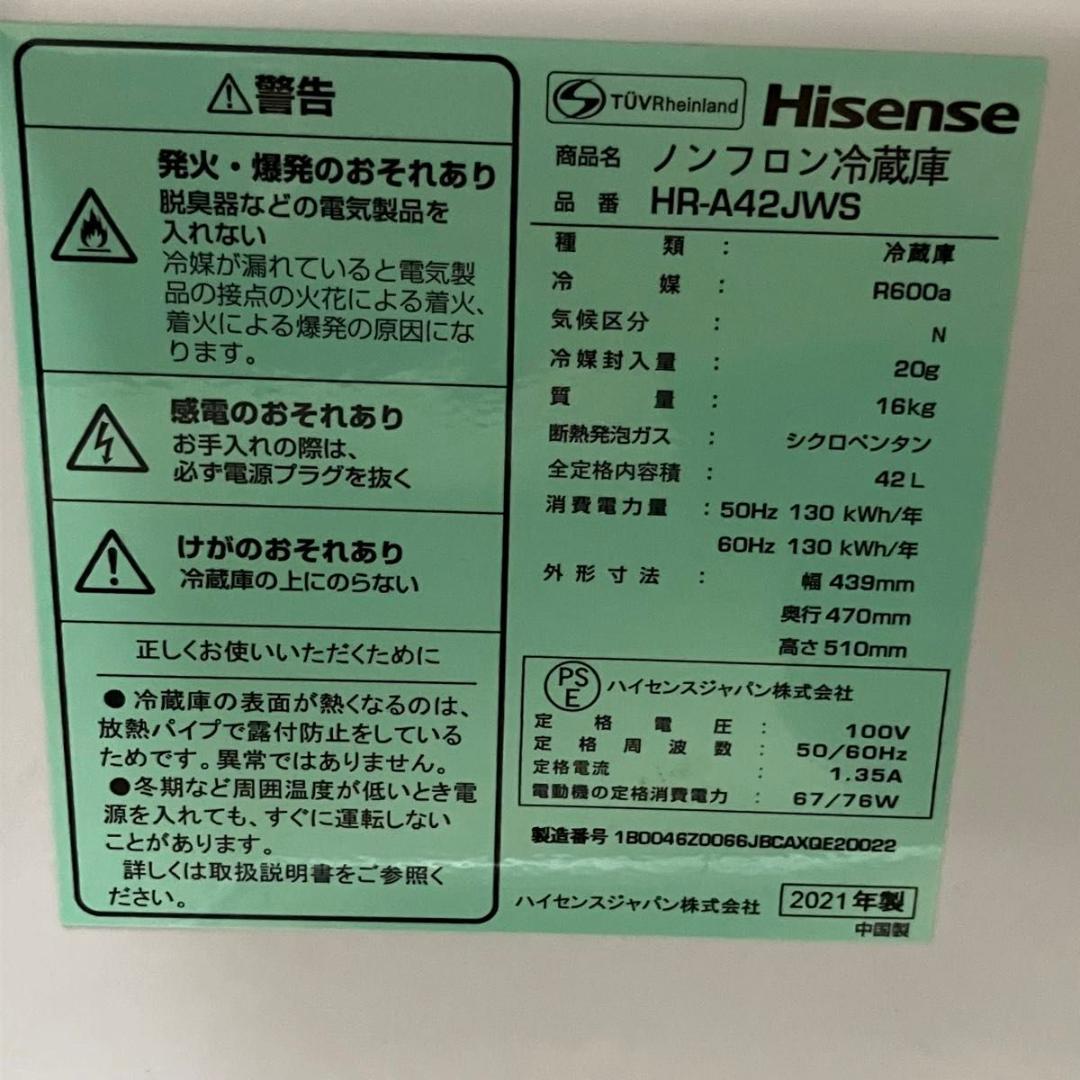 警告
発火・爆発のおそれあり
脱臭器などの電気製品を
入れない
冷媒が漏れていると電気製
品の接点の火花による着火、
着火による爆発の原因にな
ります。
感電のおそれあり
お手入れの際は、
必ず電源プラグを抜く
けがのおそれあり
冷蔵庫の上にのらない
正しくお使いいただくために
●冷蔵庫の表面が熱くなるのは、
放熱パイプで露付防止をしている
ためです。異常ではありません。
●冬期など周囲温度が低いとき電
源を入れても、すぐに運転しない
ことがあります。
詳しくは取扱説明書をご参照く
ださい。
TÜVRheinland Hisense
商品名 ノンフロン冷蔵庫
品番 HR-A42JWS
種類 : 冷蔵庫
冷媒 : R600a
気候区分 : N
冷媒封入量 : 20g
質量 : 16kg
断熱発泡ガス : シクロペンタン
全定格内容積 : 42L
消費電力量 : 50Hz 130 kWh/年
60Hz 130 kWh/年
外形寸法 : 幅 439mm
奥行 470mm
高さ 510mm
PSE ハイセンスジャパン株式会社
定格電圧 : 100V
定格周波数 : 50/60Hz
定格電流 : 1.35A
電動機の定格消費電力 : 67/76W
製造番号 1B0046Z0066JBCAXQE20022
ハイセンスジャパン株式会社 2021年製
中国製